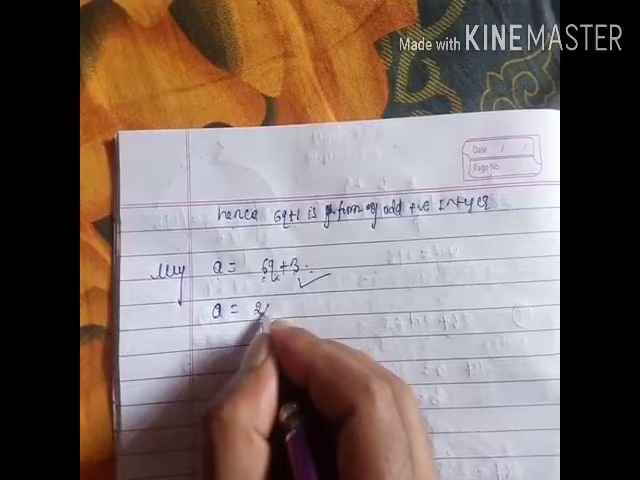 Made with KINEMASTER
Date / /
Page No.
hence 6q+1 is form of odd +ve Integer
lly a = 6q+3
a = 2